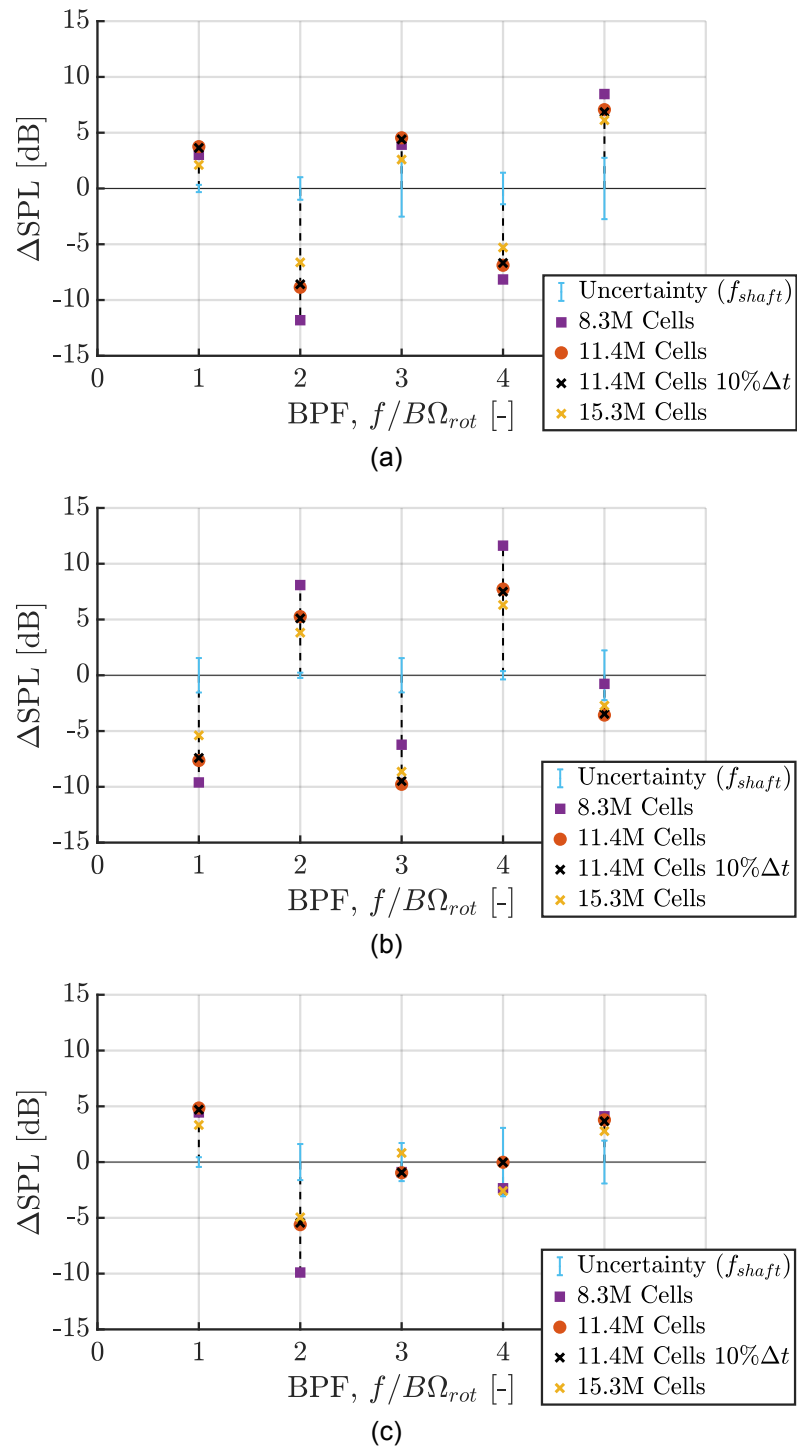 15
10
5
0
-5
-10
-15
ΔSPL [dB]
0 1 2 3 4
BPF, f/BΩ_rot [-]
Uncertainty (f_shaft)
8.3M Cells
11.4M Cells
11.4M Cells 10%Δt
15.3M Cells
(a)
15
10
5
0
-5
-10
-15
ΔSPL [dB]
0 1 2 3 4
BPF, f/BΩ_rot [-]
Uncertainty (f_shaft)
8.3M Cells
11.4M Cells
11.4M Cells 10%Δt
15.3M Cells
(b)
15
10
5
0
-5
-10
-15
ΔSPL [dB]
0 1 2 3 4
BPF, f/BΩ_rot [-]
Uncertainty (f_shaft)
8.3M Cells
11.4M Cells
11.4M Cells 10%Δt
15.3M Cells
(c)